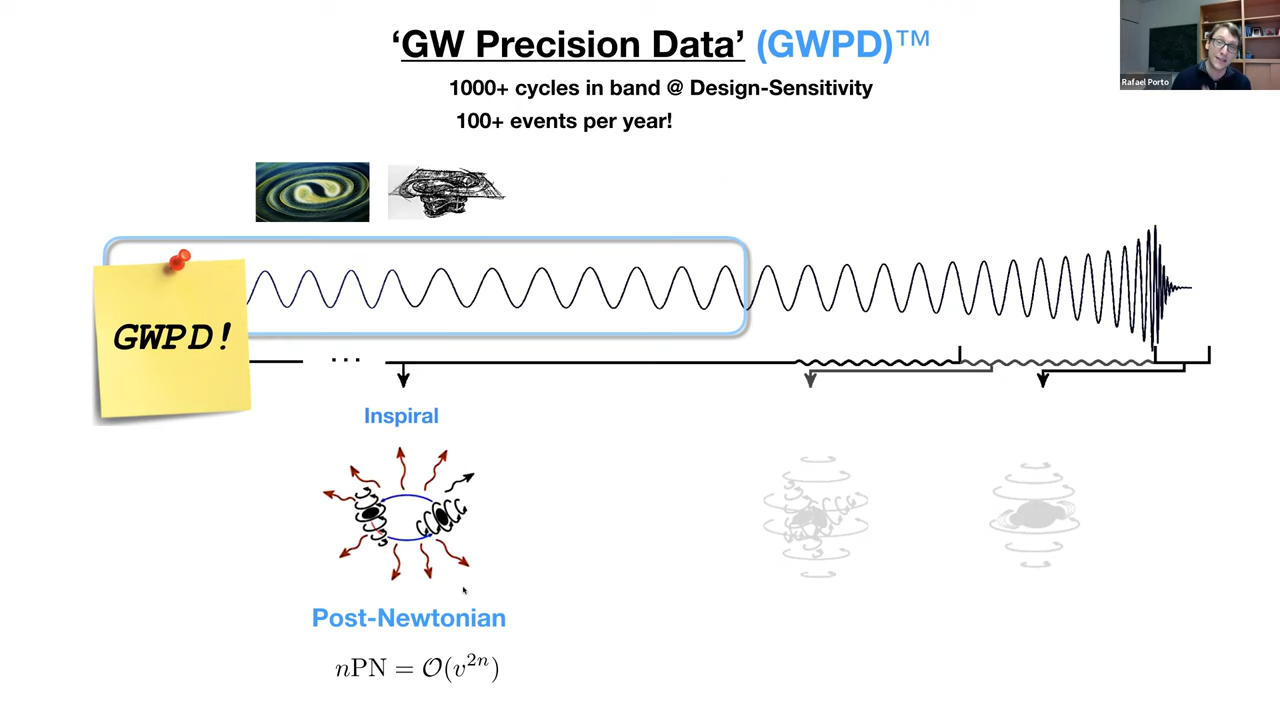 ‘GW Precision Data’ (GWPD)™
Rafael Porto
1000+ cycles in band @ Design-Sensitivity
100+ events per year!
GWPD!
...
Inspiral
Post-Newtonian
nPN = 𝒪(v²ⁿ)